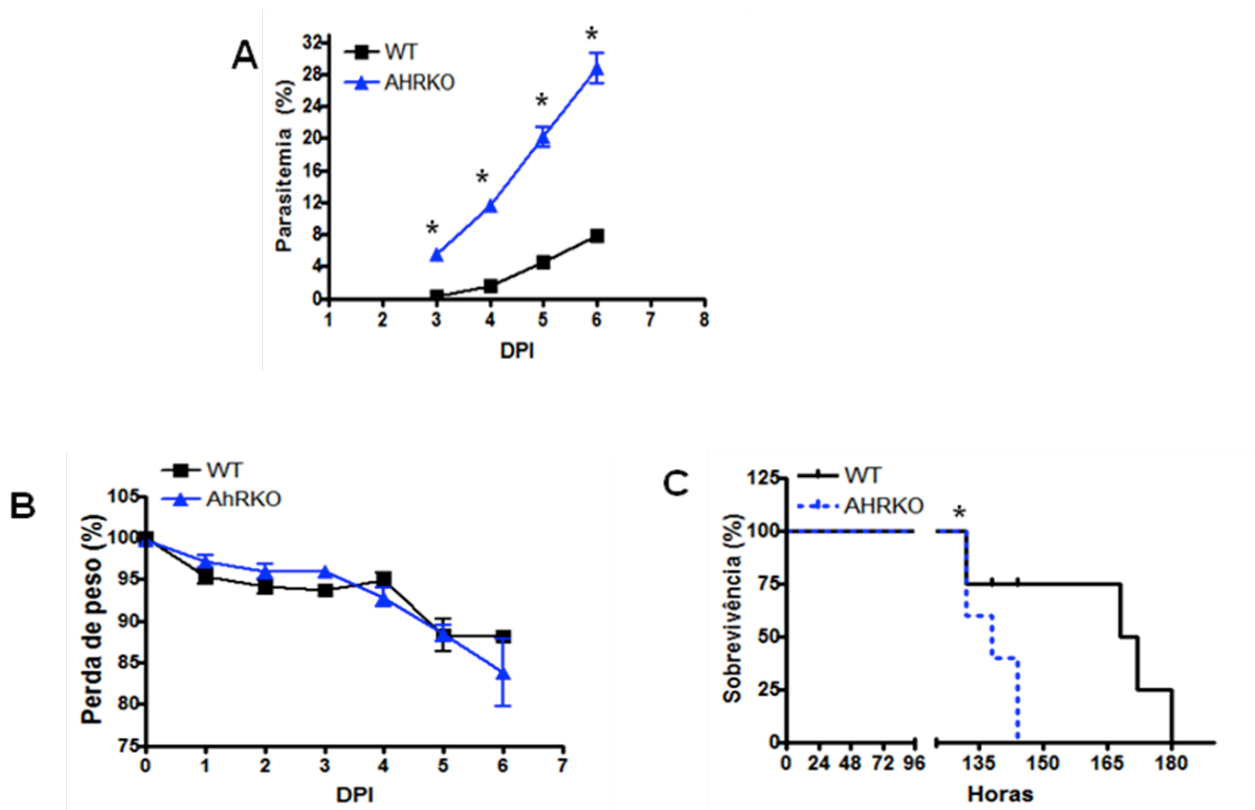 A
WT
AHRKO
*
*
*
*
Parasitemia (%)
32
28
24
20
16
12
8
4
0
1 2 3 4 5 6 7 8
DPI
B
WT
AhRKO
Perda de peso (%)
105
100
95
90
85
80
75
0 1 2 3 4 5 6 7
DPI
C
WT
AHRKO
*
Sobrevivência (%)
125
100
75
50
25
0
0 24 48 72 96 135 150 165 180
Horas